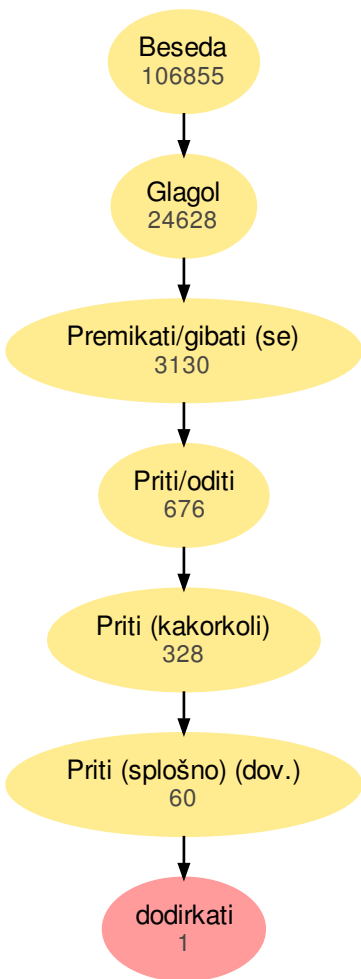 Beseda
106855
Glagol
24628
Premikati/gibati (se)
3130
Priti/oditi
676
Priti (kakorkoli)
328
Priti (splošno) (dov.)
60
dodirkati
1